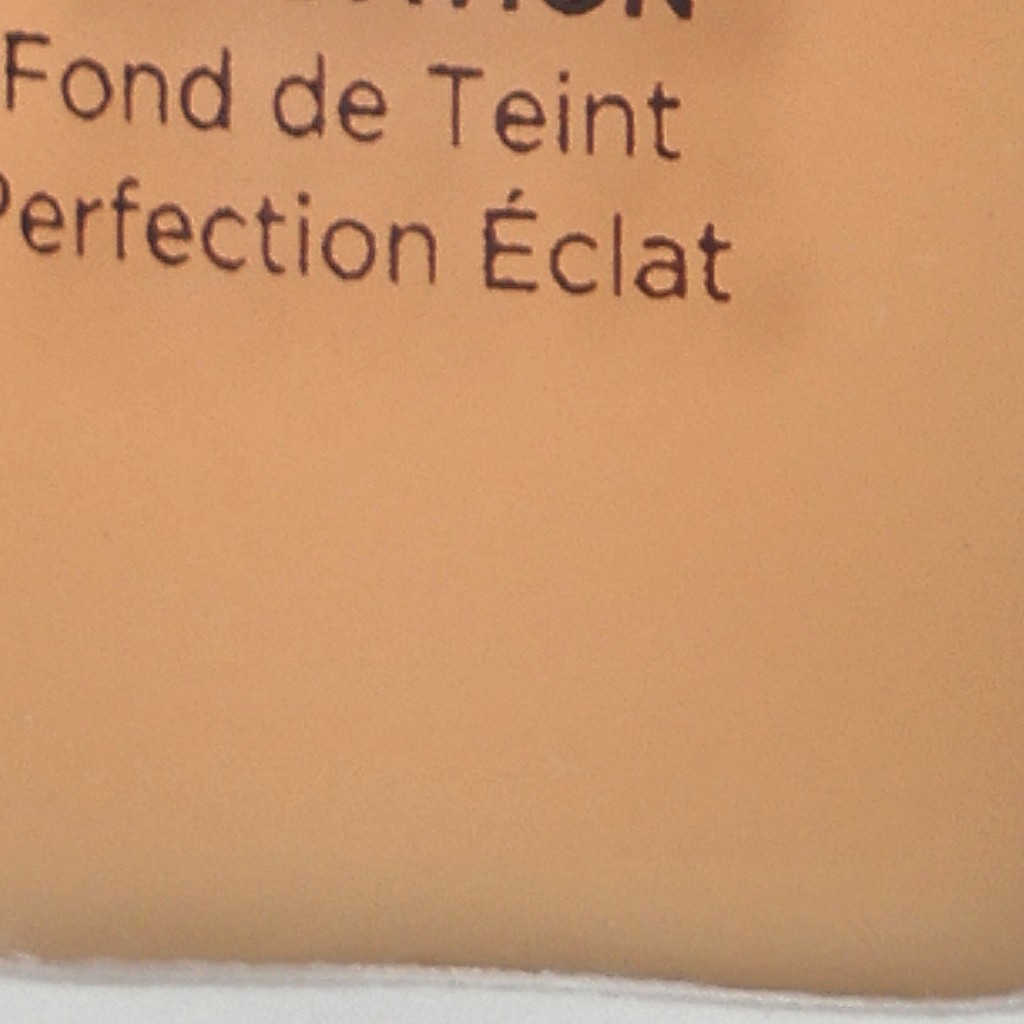 Fond de Teint
Perfection Éclat